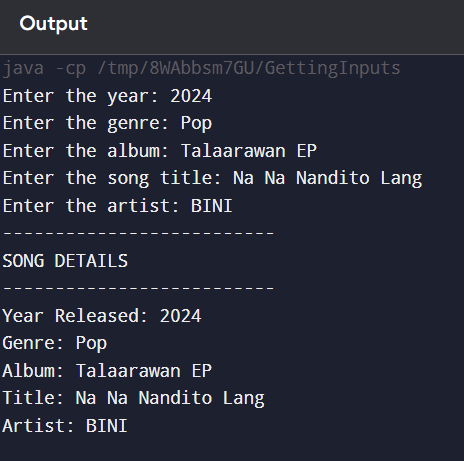 Output
java -cp /tmp/8WAbbsm7GU/GettingInputs
Enter the year: 2024
Enter the genre: Pop
Enter the album: Talaarawan EP
Enter the song title: Na Na Nandito Lang
Enter the artist: BINI
--------------------------
SONG DETAILS
--------------------------
Year Released: 2024
Genre: Pop
Album: Talaarawan EP
Title: Na Na Nandito Lang
Artist: BINI